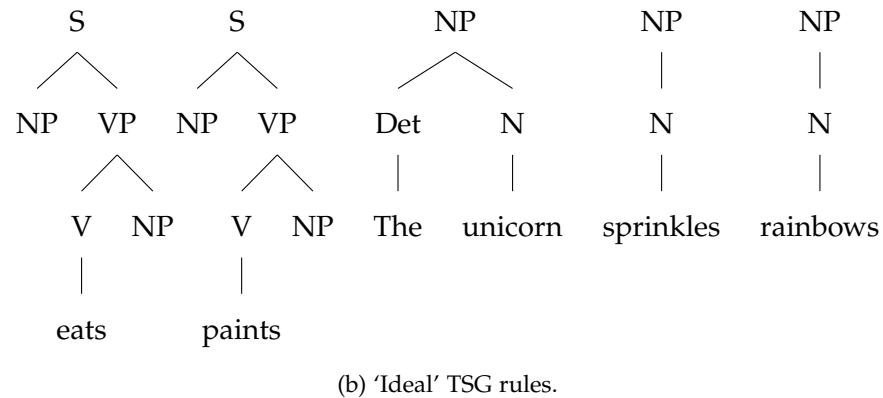 S S NP NP NP
NP VP NP VP Det N N N
V NP V NP The unicorn sprinkles rainbows
eats paints
(b) ‘Ideal’ TSG rules.